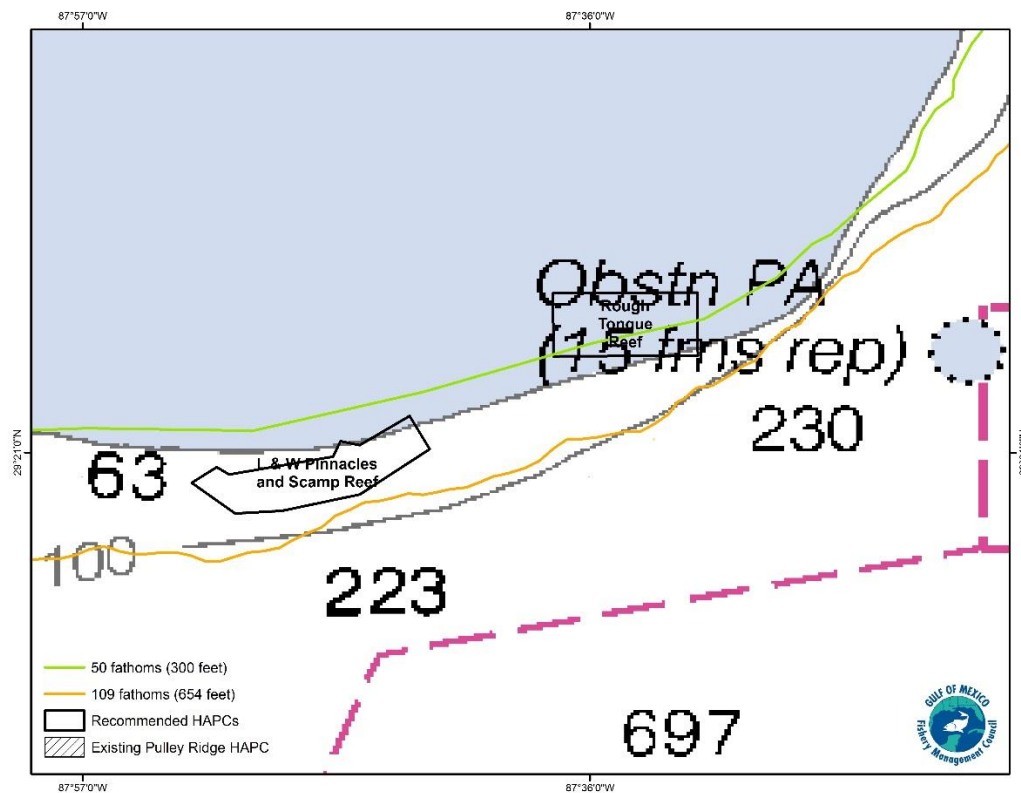 87°57'0"W
87°36'0"W
Obstn PA
Rough
Tongue
Reef
(15 fms rep)
230
29°21'0"N
L & W Pinnacles
and Scamp Reef
63
100
223
50 fathoms (300 feet)
109 fathoms (654 feet)
Recommended HAPCs
Existing Pulley Ridge HAPC
697
GULF OF MEXICO
Fishery Management Council
87°57'0"W
87°36'0"W